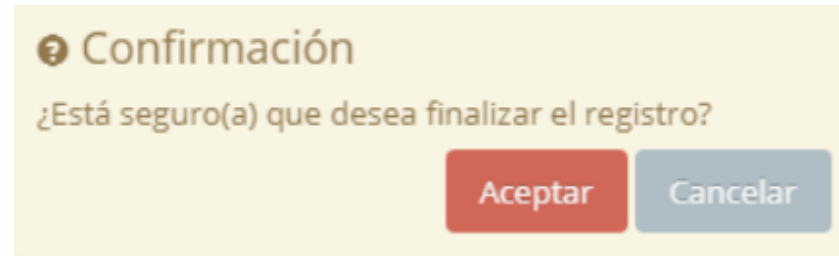 Confirmación
¿Está seguro(a) que desea finalizar el registro?
Aceptar Cancelar